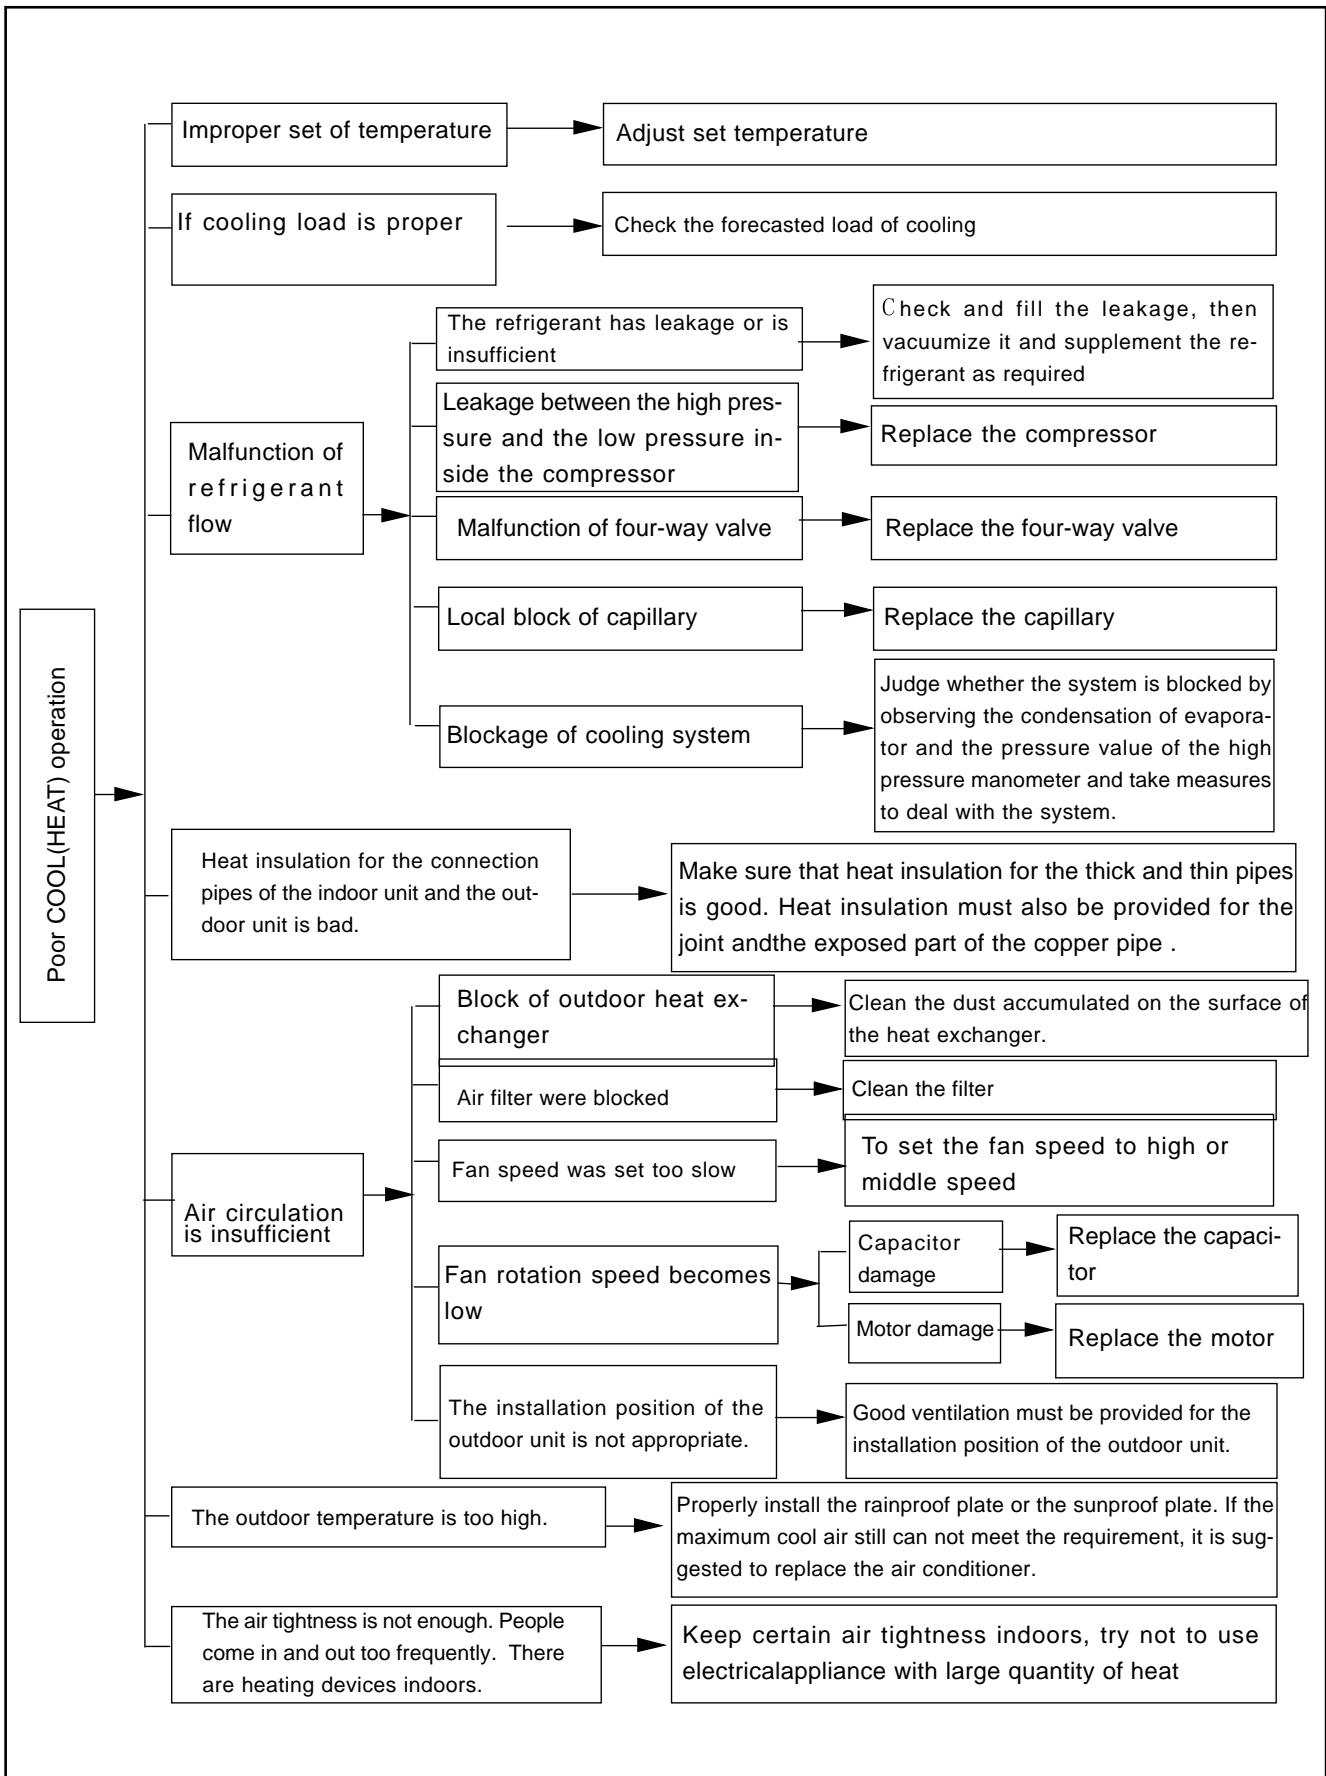 Improper set of temperature
Adjust set temperature
If cooling load is proper
Check the forecasted load of cooling
The refrigerant has leakage or is
insufficient
Check and fill the leakage, then
vacuumize it and supplement the re-
frigerant as required
Leakage between the high pres-
sure and the low pressure in-
side the compressor
Replace the compressor
Malfunction of
refrigerant
flow
Malfunction of four-way valve
Replace the four-way valve
Local block of capillary
Replace the capillary
Blockage of cooling system
Judge whether the system is blocked by
observing the condensation of evapora-
tor and the pressure value of the high
pressure manometer and take measures
to deal with the system.
Poor COOL(HEAT) operation
Heat insulation for the connection
pipes of the indoor unit and the out-
door unit is bad.
Make sure that heat insulation for the thick and thin pipes
is good. Heat insulation must also be provided for the
joint andthe exposed part of the copper pipe .
Block of outdoor heat ex-
changer
Clean the dust accumulated on the surface of
the heat exchanger.
Air filter were blocked
Clean the filter
Fan speed was set too slow
To set the fan speed to high or
middle speed
Air circulation
is insufficient
Fan rotation speed becomes
low
Capacitor
damage
Replace the capaci-
tor
Motor damage
Replace the motor
The installation position of the
outdoor unit is not appropriate.
Good ventilation must be provided for the
installation position of the outdoor unit.
The outdoor temperature is too high.
Properly install the rainproof plate or the sunproof plate. If the
maximum cool air still can not meet the requirement, it is sug-
gested to replace the air conditioner.
The air tightness is not enough. People
come in and out too frequently. There
are heating devices indoors.
Keep certain air tightness indoors, try not to use
electricalappliance with large quantity of heat